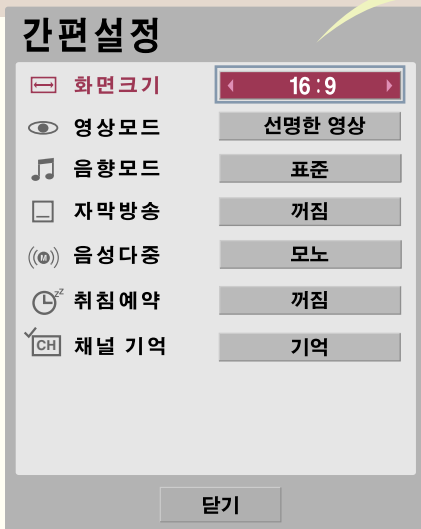 간편설정
화면크기 16:9
영상모드 선명한 영상
음향모드 표준
자막방송 꺼짐
음성다중 모노
취침예약 꺼짐
CH 채널 기억 기억
닫기